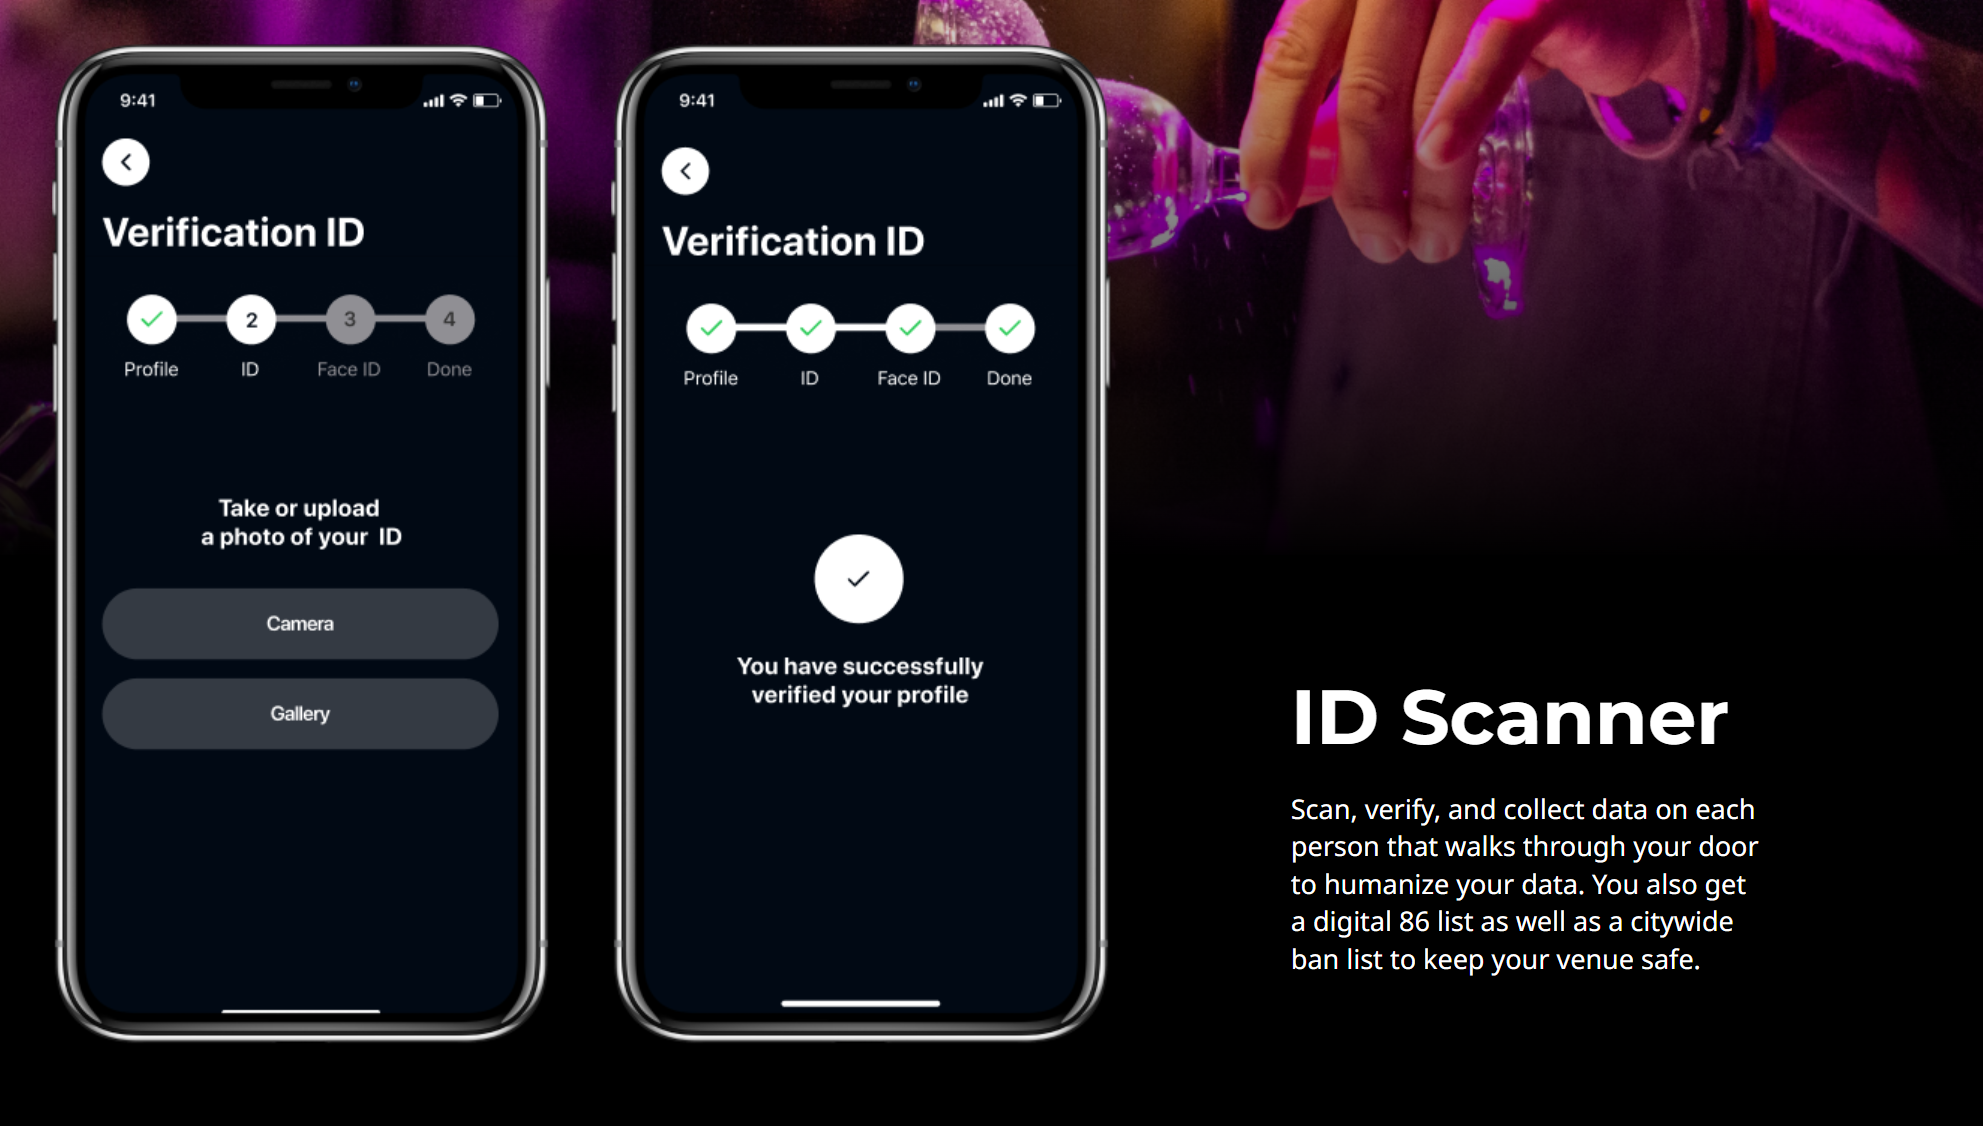 9:41
Verification ID
2
3
4
Profile
ID
Face ID
Done
Take or upload
a photo of your ID
Camera
Gallery
9:41
Verification ID
Profile
ID
Face ID
Done
You have successfully
verified your profile
ID Scanner
Scan, verify, and collect data on each
person that walks through your door
to humanize your data. You also get
a digital 86 list as well as a citywide
ban list to keep your venue safe.